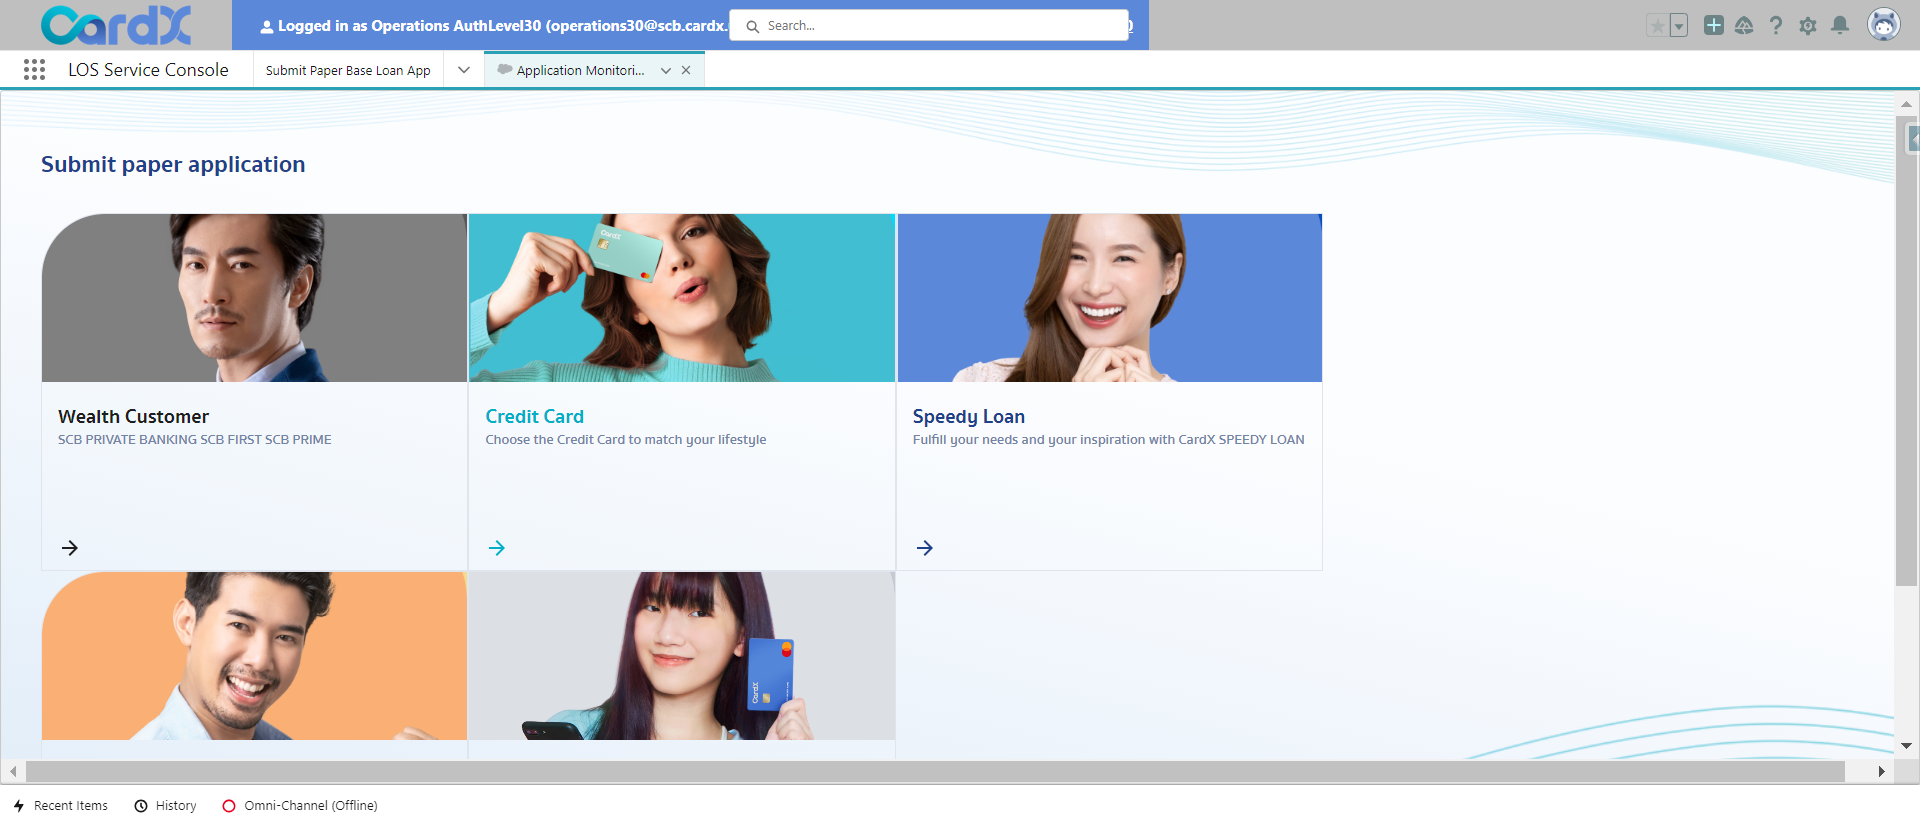 CardX
Logged in as Operations AuthLevel30 (operations30@scb.cardx.
Search...
LOS Service Console
Submit Paper Base Loan App
Application Monitori...
Submit paper application
CardX
Wealth Customer
SCB PRIVATE BANKING SCB FIRST SCB PRIME
Credit Card
Choose the Credit Card to match your lifestyle
Speedy Loan
Fulfill your needs and your inspiration with CardX SPEEDY LOAN
CardX
Recent Items
History
Omni-Channel (Offline)